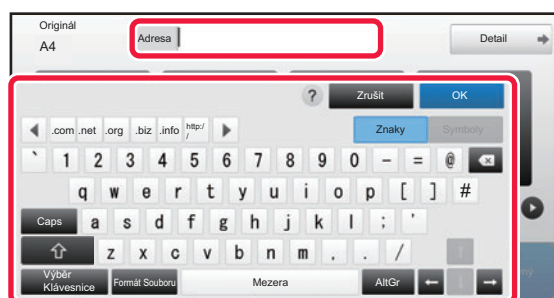 Originál
A4
Adresa
Detail
? Zrušit OK
.com .net .org .biz .info http:/
/
Znaky Symboly
` 1 2 3 4 5 6 7 8 9 0 - = @
q w e r t y u i o p [ ] #
Caps a s d f g h j k l ; '
z x c v b n m . . /
Výběr
Klávesnice
Formát Souboru Mezera AltGr